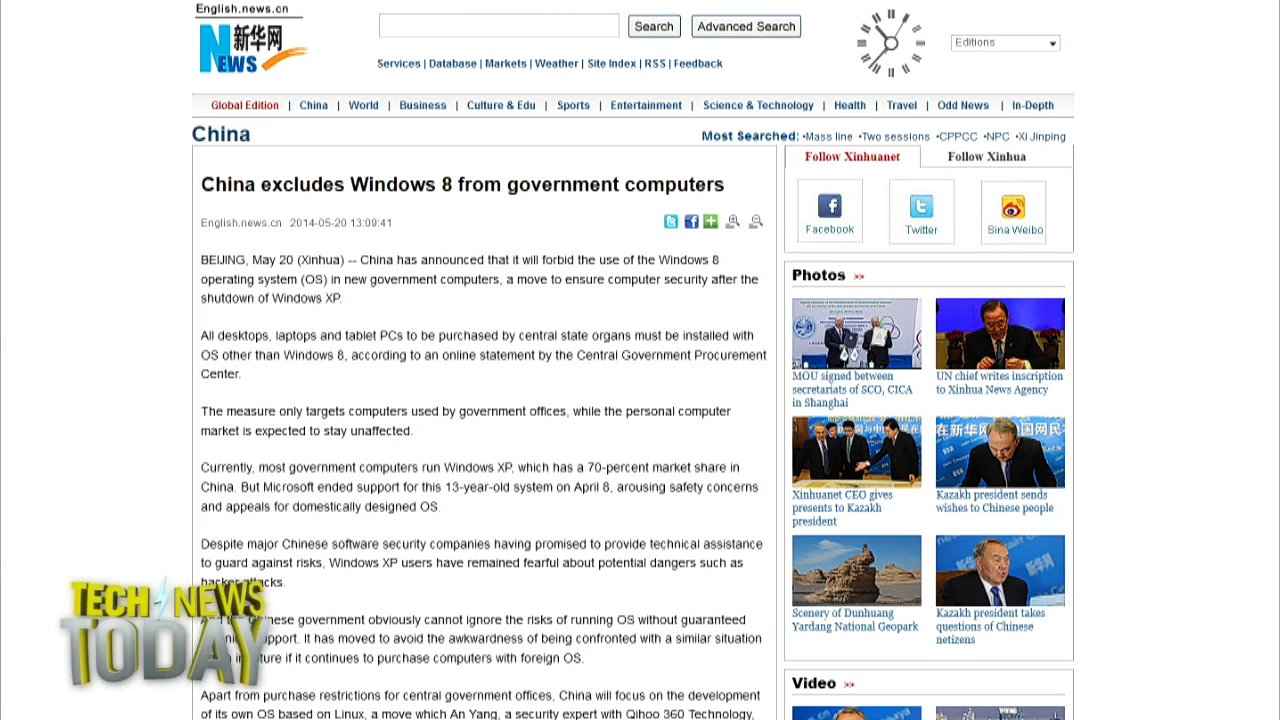 English.news.cn
新华网
NEWS
Search
Advanced Search
Editions
Services | Database | Markets | Weather | Site Index | RSS | Feedback
Global Edition | China | World | Business | Culture & Edu | Sports | Entertainment | Science & Technology | Health | Travel | Odd News | In-Depth
China
Most Searched: •Mass line •Two sessions •CPPCC •NPC •Xi Jinping
China excludes Windows 8 from government computers
English.news.cn 2014-05-20 13:09:41
BEIJING, May 20 (Xinhua) -- China has announced that it will forbid the use of the Windows 8
operating system (OS) in new government computers, a move to ensure computer security after the
shutdown of Windows XP.
All desktops, laptops and tablet PCs to be purchased by central state organs must be installed with
OS other than Windows 8, according to an online statement by the Central Government Procurement
Center.
The measure only targets computers used by government offices, while the personal computer
market is expected to stay unaffected.
Currently, most government computers run Windows XP, which has a 70-percent market share in
China. But Microsoft ended support for this 13-year-old system on April 8, arousing safety concerns
and appeals for domestically designed OS.
Despite major Chinese software security companies having promised to provide technical assistance
to guard against risks, Windows XP users have remained fearful about potential dangers such as
hacker attacks.
government obviously cannot ignore the risks of running OS without guaranteed
support. It has moved to avoid the awkwardness of being confronted with a similar situation
if it continues to purchase computers with foreign OS.
Apart from purchase restrictions for central government offices, China will focus on the development
of its own OS based on Linux, a move which An Yang, a security expert with Qihoo 360 Technology,
Follow Xinhuanet
Follow Xinhua
Facebook
Twitter
Sina Weibo
Photos
MOU signed between
secretariats of SCO, CICA
in Shanghai
UN chief writes inscription
to Xinhua News Agency
Xinhuanet CEO gives
presents to Kazakh
president
Kazakh president sends
wishes to Chinese people
Scenery of Dunhuang
Yardang National Geopark
Kazakh president takes
questions of Chinese
netizens
Video
TECH NEWS
TODAY